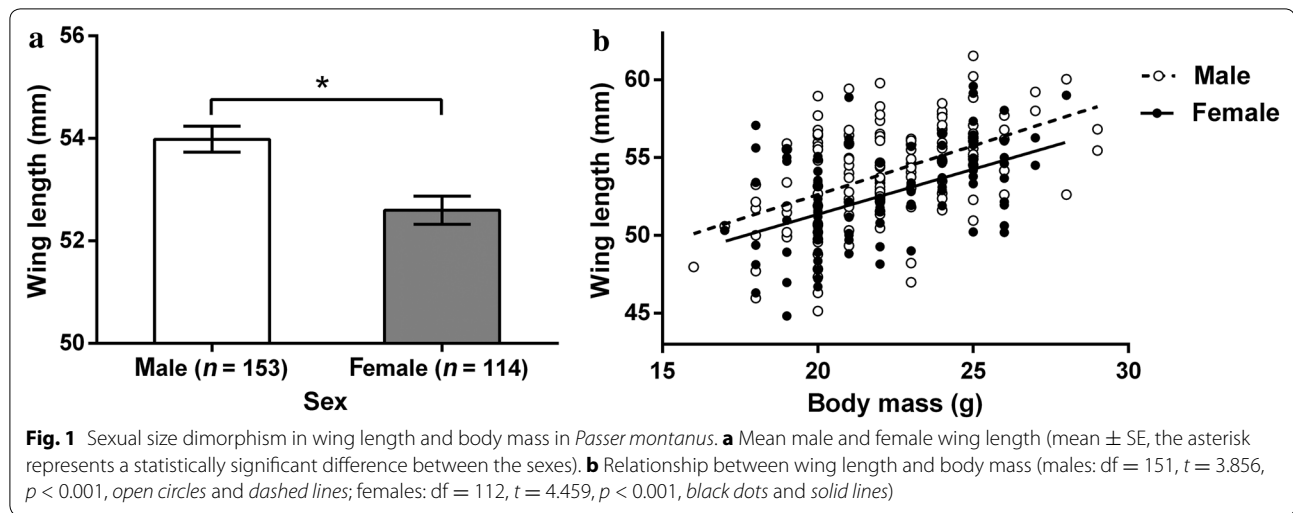 a
56
54
52
50
Wing length (mm)
*
Male (n = 153)
Female (n = 114)
Sex
b
60
55
50
45
Wing length (mm)
15
20
25
30
Body mass (g)
Male
Female
Fig. 1 Sexual size dimorphism in wing length and body mass in Passer montanus. a Mean male and female wing length (mean ± SE, the asterisk
represents a statistically significant difference between the sexes). b Relationship between wing length and body mass (males: df = 151, t = 3.856,
p < 0.001, open circles and dashed lines; females: df = 112, t = 4.459, p < 0.001, black dots and solid lines)